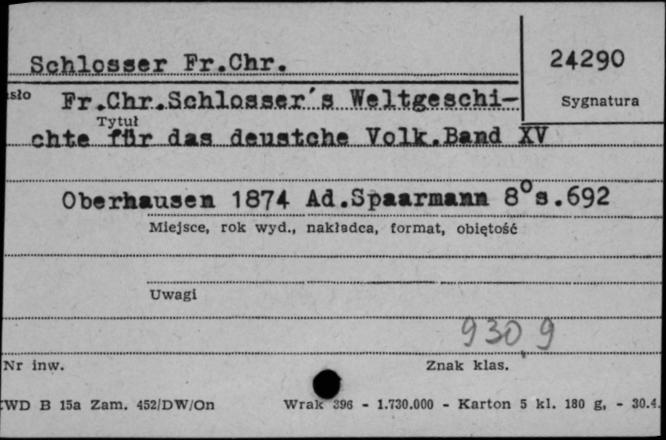 Schlosser Fr.Chr.
24290
sło Fr.Chr.Schlosser´s Weltgeschi-
Sygnatura
Tytuł
chte für das deustche Volk.Band XV
Oberhausen 1874 Ad.Spaarmann 8°s.692
Miejsce, rok wyd., nakładca, format, objętość
Uwagi
930,9
Nr inw.
Znak klas.
WD B 15a Zam. 452/DW/On
Wrak 396 - 1.730.000 - Karton 5 kl. 180 g, - 30.4.